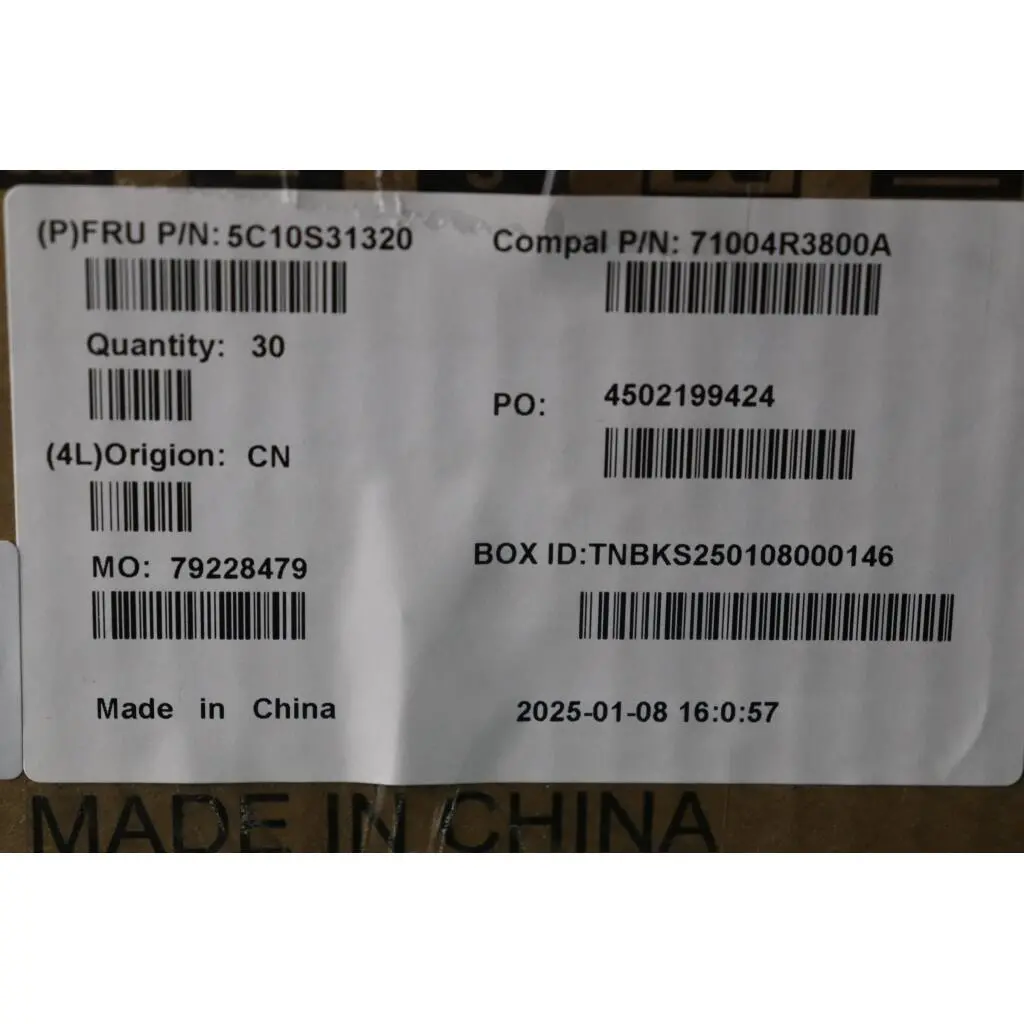 (P)FRU P/N: 5C10S31320
Compal P/N: 71004R3800A
Quantity: 30
PO: 4502199424
(4L)Origion: CN
MO: 79228479
BOX ID:TNBKS250108000146
Made in China
2025-01-08 16:0:57
MADE IN CHINA